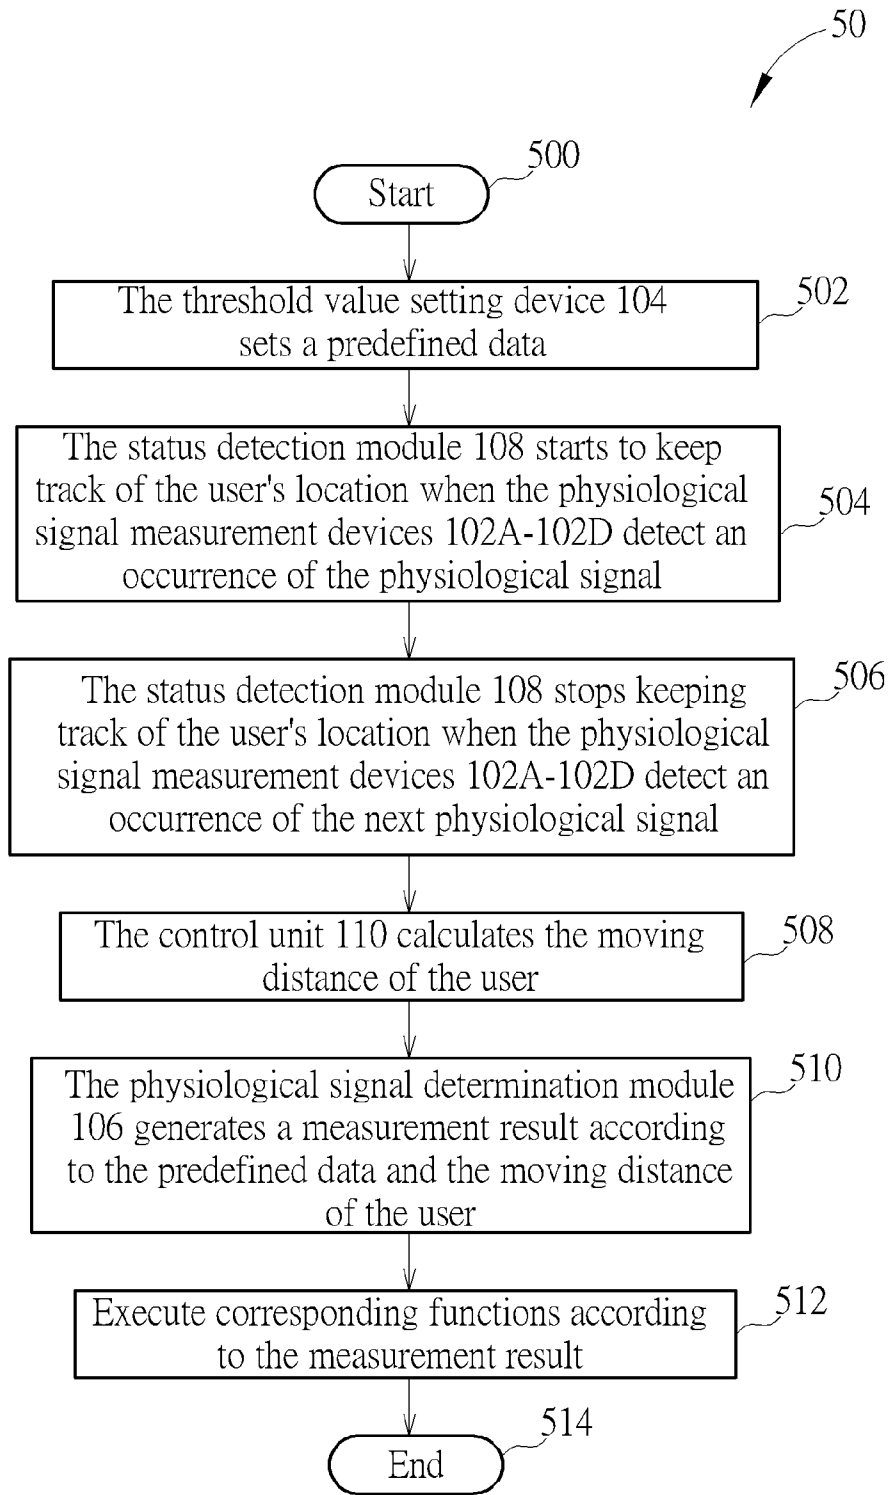 50
500
Start
502
The threshold value setting device 104
sets a predefined data
The status detection module 108 starts to keep
track of the user's location when the physiological
signal measurement devices 102A-102D detect an
occurrence of the physiological signal
504
The status detection module 108 stops keeping
track of the user's location when the physiological
signal measurement devices 102A-102D detect an
occurrence of the next physiological signal
506
The control unit 110 calculates the moving
distance of the user
508
The physiological signal determination module
106 generates a measurement result according
to the predefined data and the moving distance
of the user
510
Execute corresponding functions according
to the measurement result
512
514
End